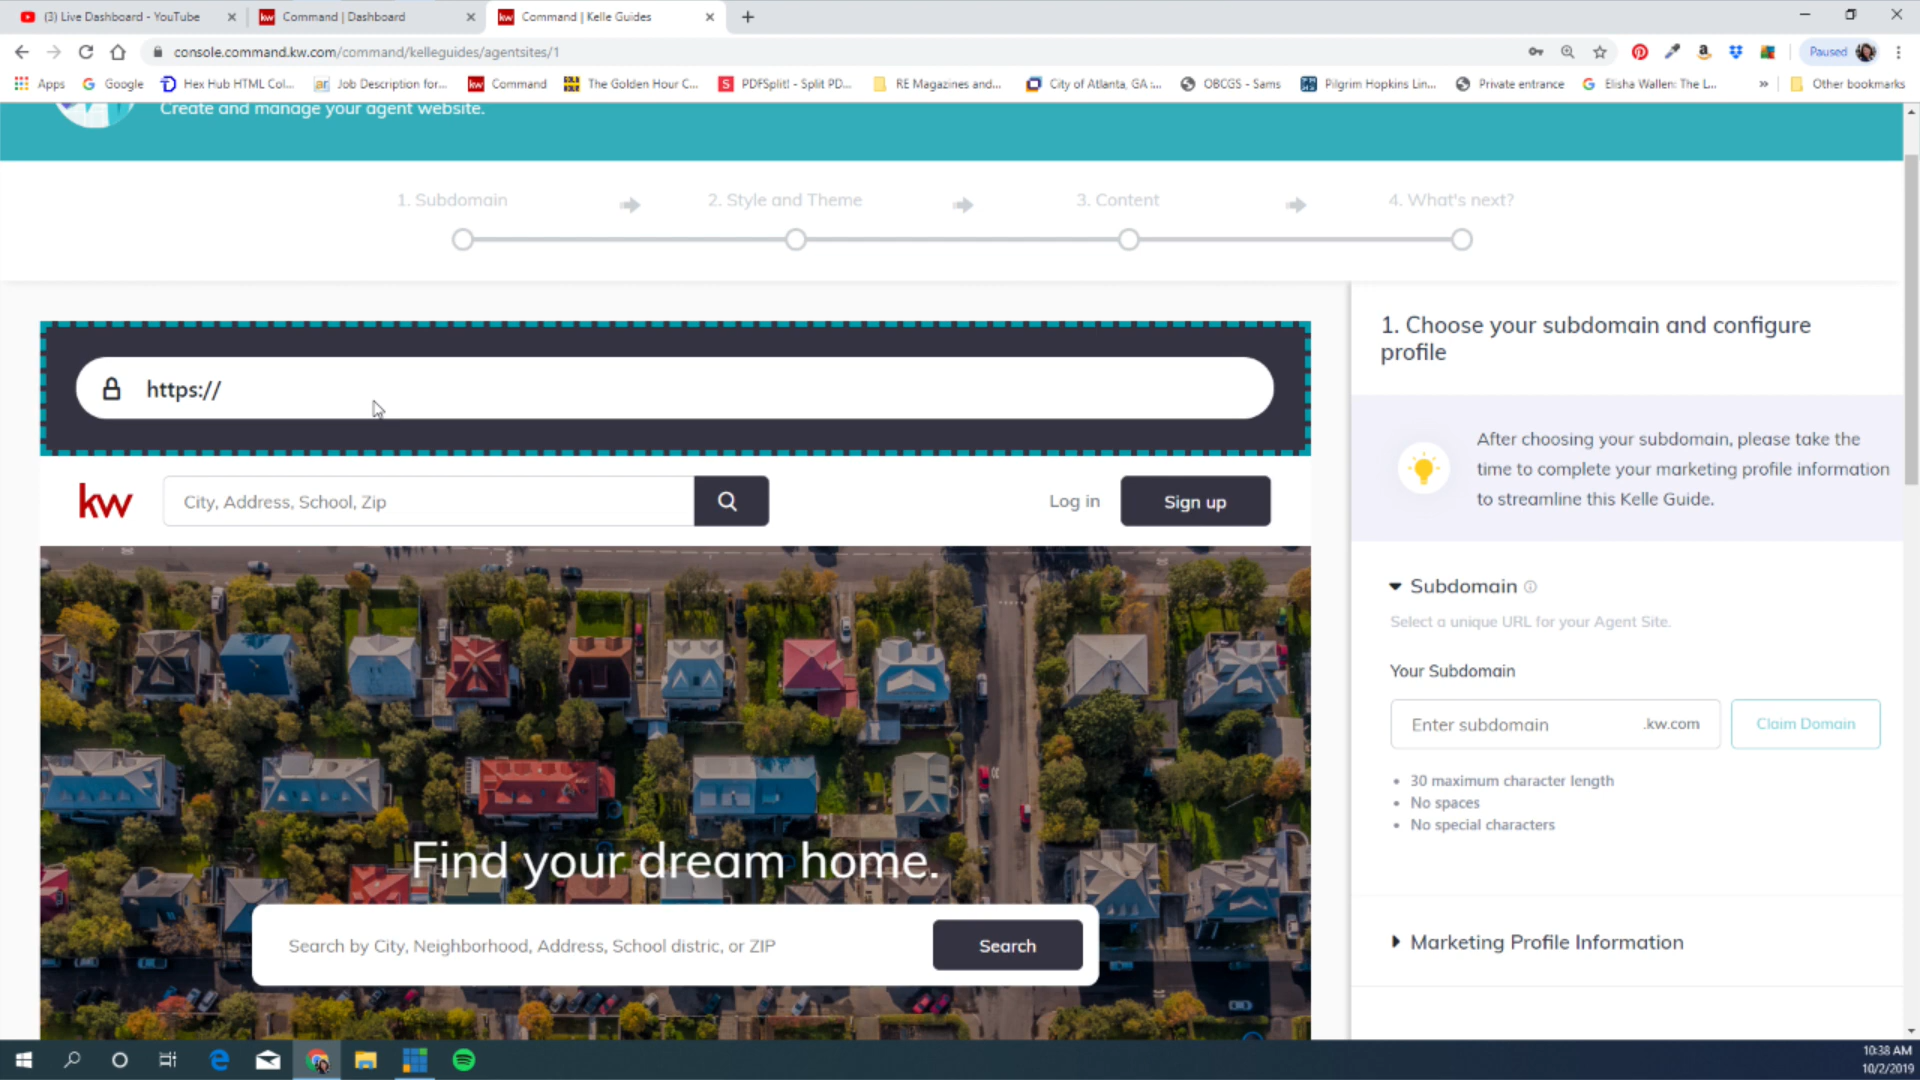 (3) Live Dashboard - YouTube
kw Command | Dashboard
kw Command | Kelle Guides
console.command.kw.com/command/kelleguides/agentsites/1
Paused
Apps
Google
Hex Hub HTML Col...
ar Job Description for...
kw Command
The Golden Hour C...
S PDFSplit! - Split PD...
RE Magazines and...
City of Atlanta, GA :...
OBCGS - Sams
Pilgrim Hopkins Lin...
Private entrance
Elisha Wallen: The L...
»
Other bookmarks
Create and manage your agent website.
1. Subdomain
2. Style and Theme
3. Content
4. What's next?
https://
kw
City, Address, School, Zip
Log in
Sign up
Find your dream home.
Search by City, Neighborhood, Address, School distric, or ZIP
Search
1. Choose your subdomain and configure
profile
After choosing your subdomain, please take the
time to complete your marketing profile information
to streamline this Kelle Guide.
Subdomain
Select a unique URL for your Agent Site.
Your Subdomain
Enter subdomain .kw.com
Claim Domain
• 30 maximum character length
• No spaces
• No special characters
Marketing Profile Information
10:38 AM
10/2/2019